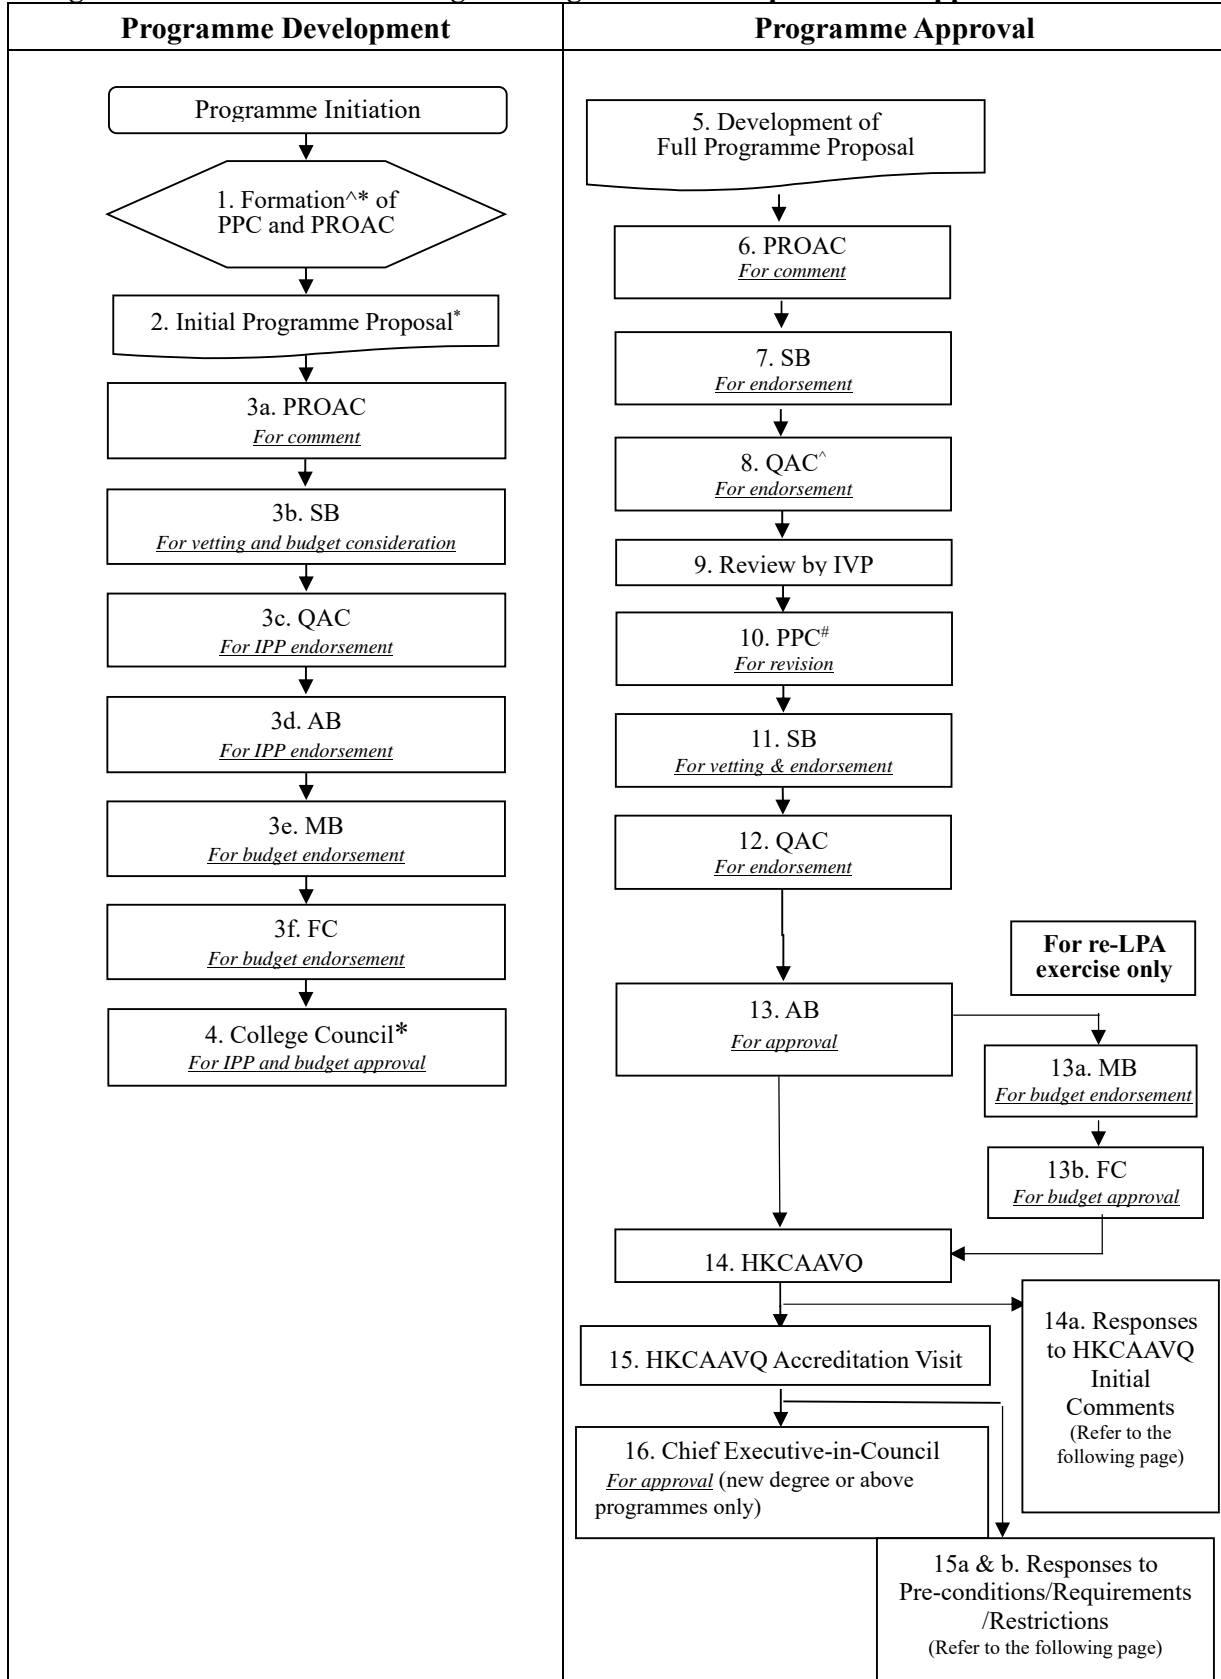 Programme Development
Programme Approval
Programme Initiation
1. Formation^* of
PPC and PROAC
2. Initial Programme Proposal*
3a. PROAC
For comment
3b. SB
For vetting and budget consideration
3c. QAC
For IPP endorsement
3d. AB
For IPP endorsement
3e. MB
For budget endorsement
3f. FC
For budget endorsement
4. College Council*
For IPP and budget approval
5. Development of
Full Programme Proposal
6. PROAC
For comment
7. SB
For endorsement
8. QAC^
For endorsement
9. Review by IVP
10. PPC#
For revision
11. SB
For vetting & endorsement
12. QAC
For endorsement
For re-LPA
exercise only
13. AB
For approval
13a. MB
For budget endorsement
13b. FC
For budget approval
14. HKCAAVQ
14a. Responses
to HKCAAVQ
Initial
Comments
(Refer to the
following page)
15. HKCAAVQ Accreditation Visit
16. Chief Executive-in-Council
For approval (new degree or above
programmes only)
15a & b. Responses to
Pre-conditions/Requirements
/Restrictions
(Refer to the following page)